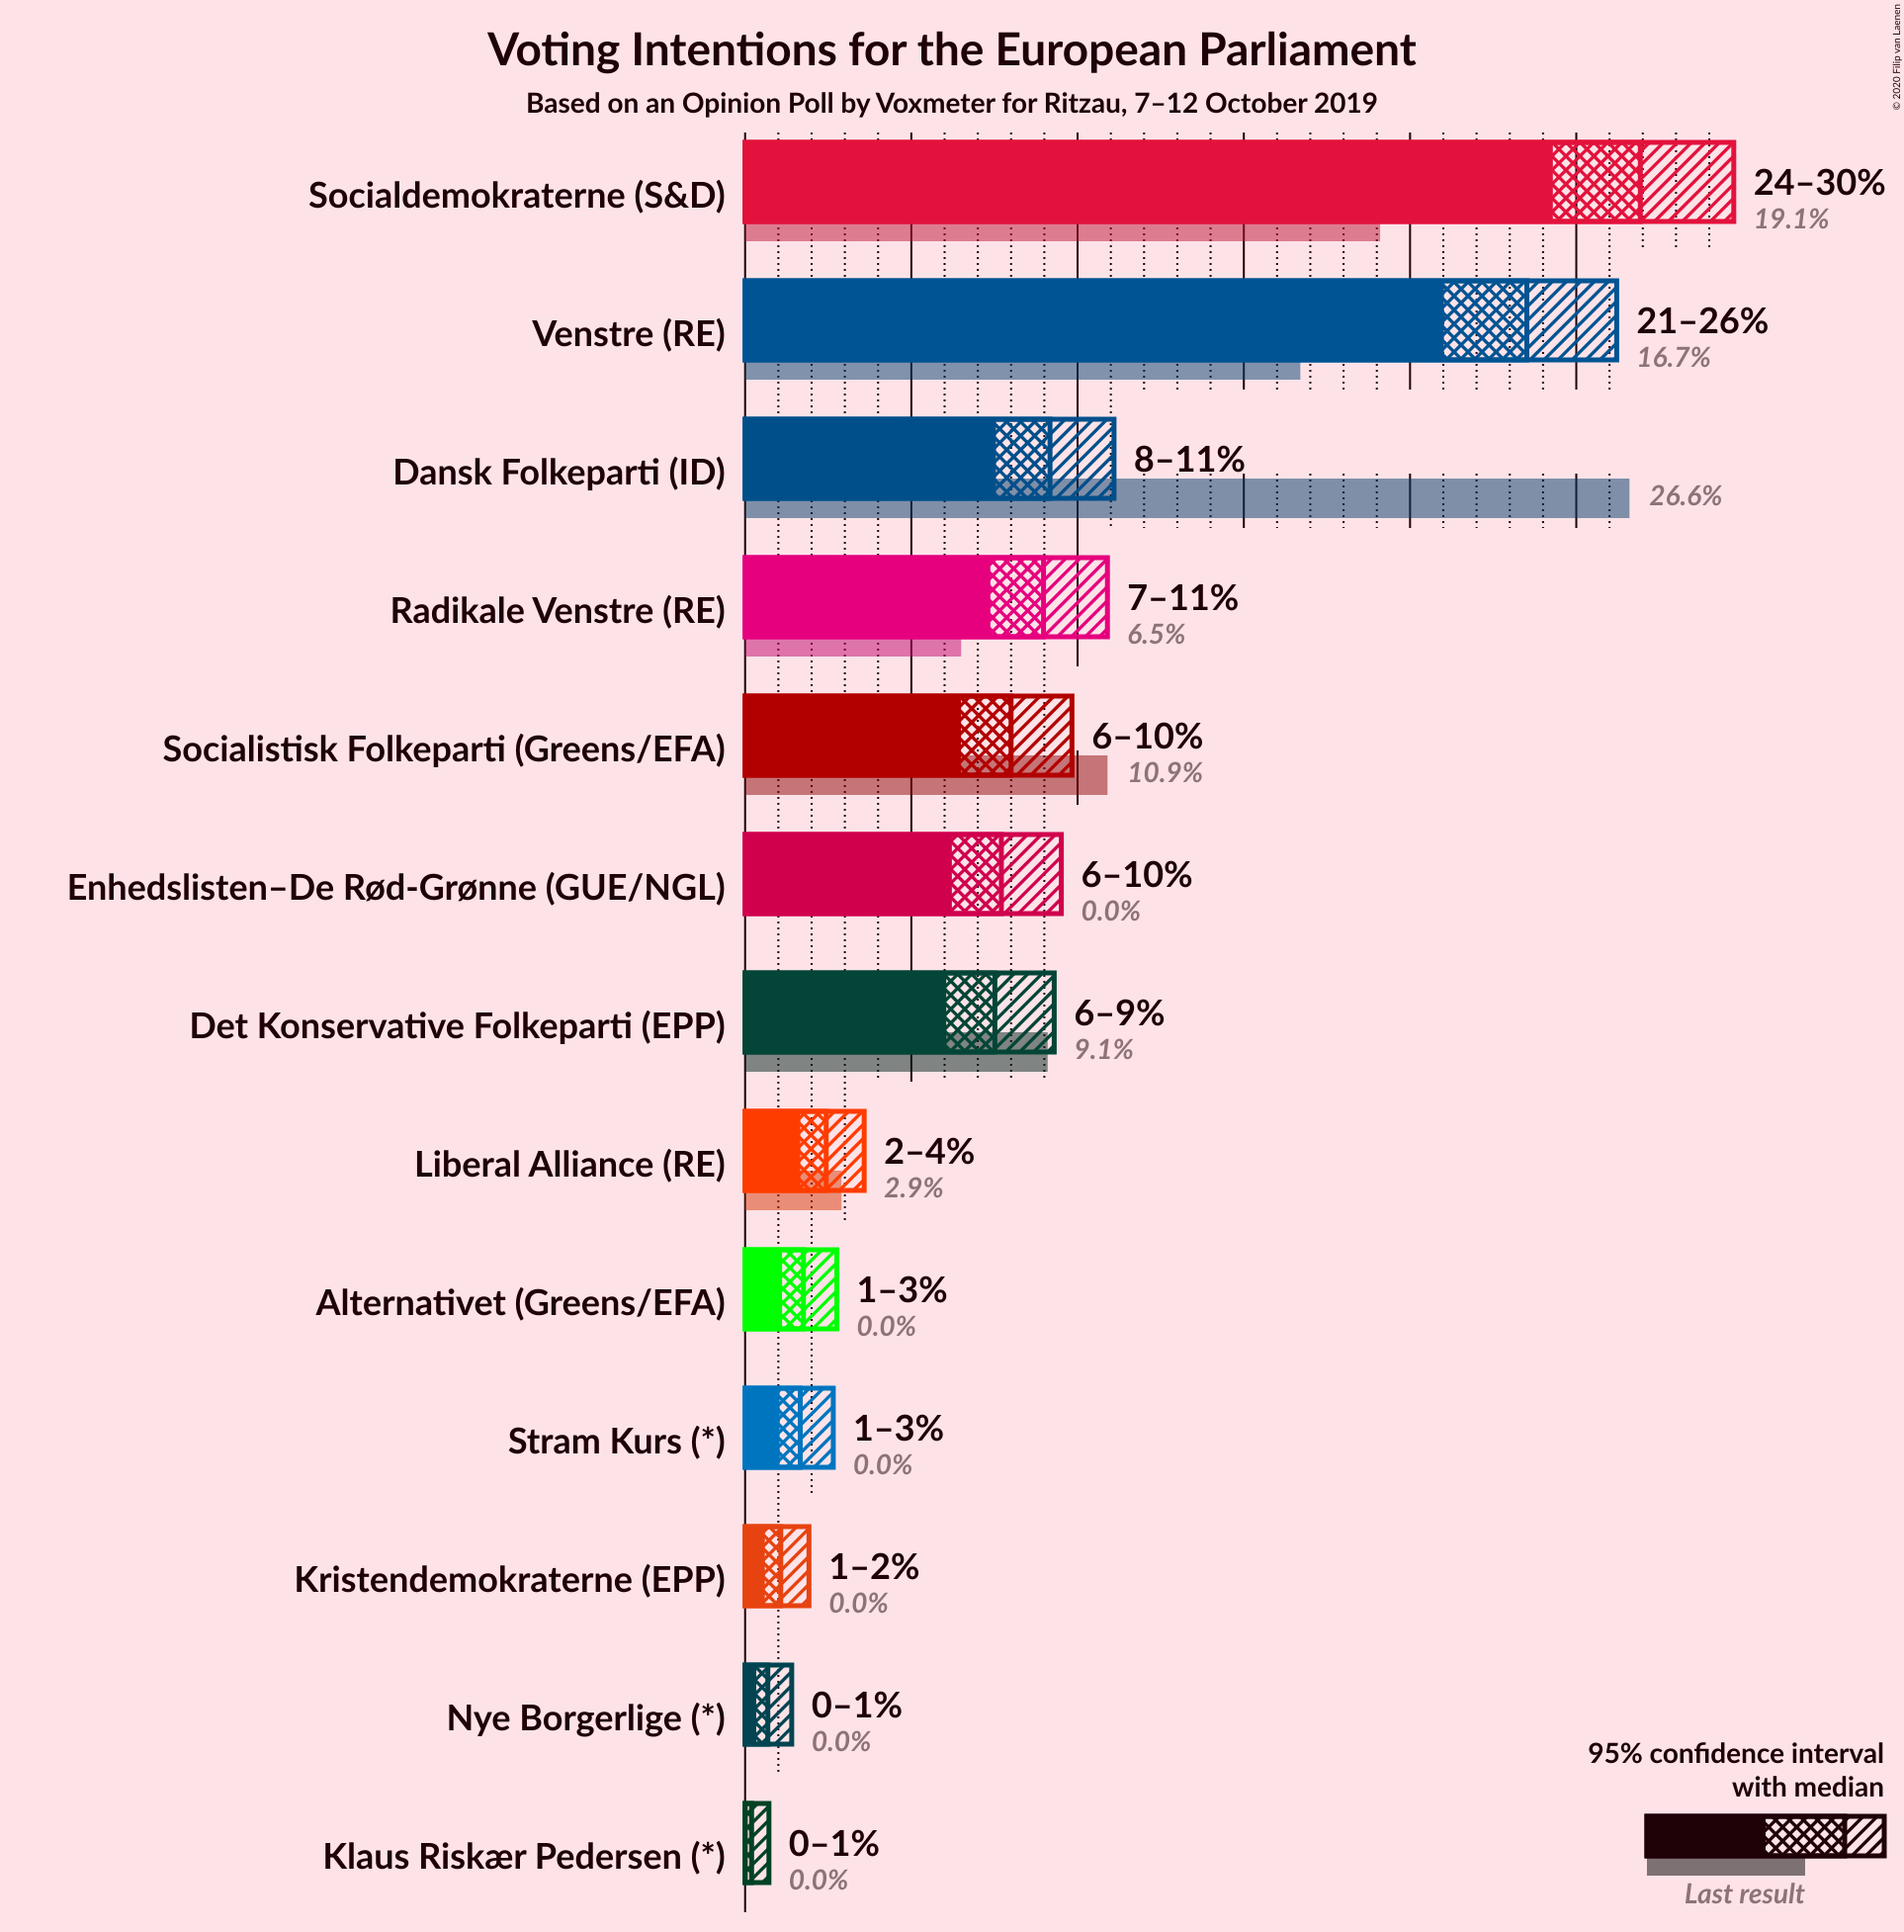 Voting Intentions for the European Parliament
Based on an Opinion Poll by Voxmeter for Ritzau, 7–12 October 2019
© 2020 Filip van Laenen
Socialdemokraterne (S&D)
24–30%
19.1%
Venstre (RE)
21–26%
16.7%
Dansk Folkeparti (ID)
8–11%
26.6%
Radikale Venstre (RE)
7–11%
6.5%
Socialistisk Folkeparti (Greens/EFA)
6–10%
10.9%
Enhedslisten–De Rød-Grønne (GUE/NGL)
6–10%
0.0%
Det Konservative Folkeparti (EPP)
6–9%
9.1%
Liberal Alliance (RE)
2–4%
2.9%
Alternativet (Greens/EFA)
1–3%
0.0%
Stram Kurs (*)
1–3%
0.0%
Kristendemokraterne (EPP)
1–2%
0.0%
Nye Borgerlige (*)
0–1%
0.0%
Klaus Riskær Pedersen (*)
0–1%
0.0%
95% confidence interval
with median
Last result